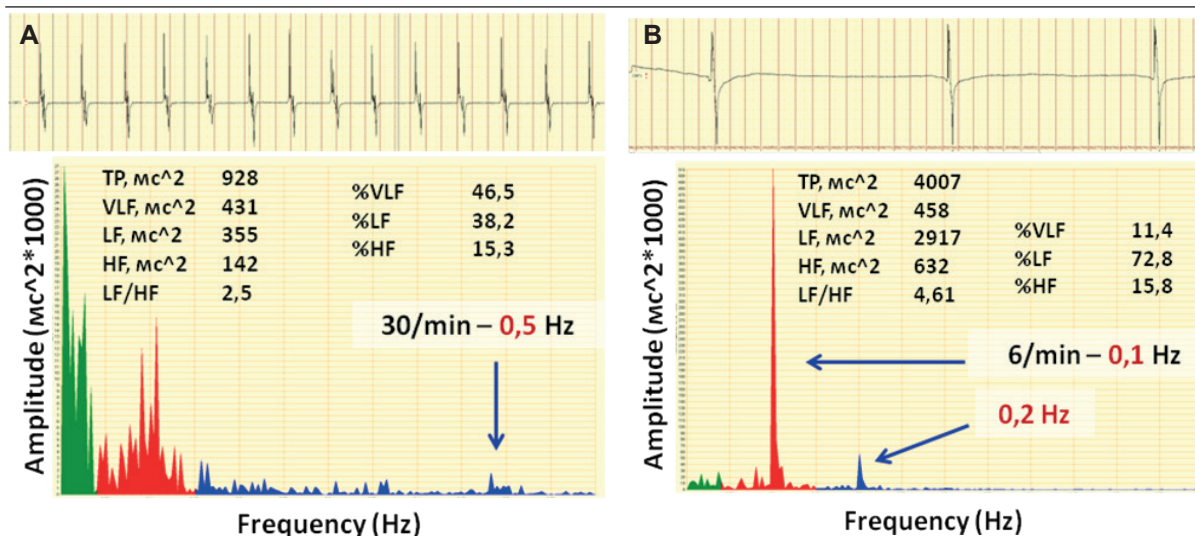 A
TP, мс^2 928
VLF, мс^2 431
LF, мс^2 355
HF, мс^2 142
LF/HF 2,5
%VLF 46,5
%LF 38,2
%HF 15,3
30/min – 0,5 Hz
Amplitude (мс^2*1000)
Frequency (Hz)
B
TP, мс^2 4007
VLF, мс^2 458
LF, мс^2 2917
HF, мс^2 632
LF/HF 4,61
%VLF 11,4
%LF 72,8
%HF 15,8
6/min – 0,1 Hz
0,2 Hz
Amplitude (мс^2*1000)
Frequency (Hz)